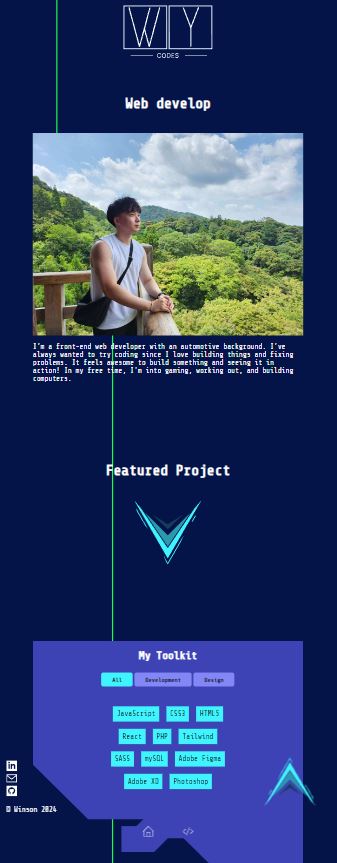 WIY
CODES
Web develop
I'm a front-end web developer with an automotive background. I've
always wanted to try coding since I love building things and fixing
problems. It feels awesome to build something and seeing it in
action! In my free time, I'm into gaming, working out, and building
computers.
Featured Project
My Toolkit
All Development Design
JavaScript CSS3 HTML5
React PHP Tailwind
SASS mySQL Adobe Figma
Adobe XD Photoshop
in
© Winson 2024